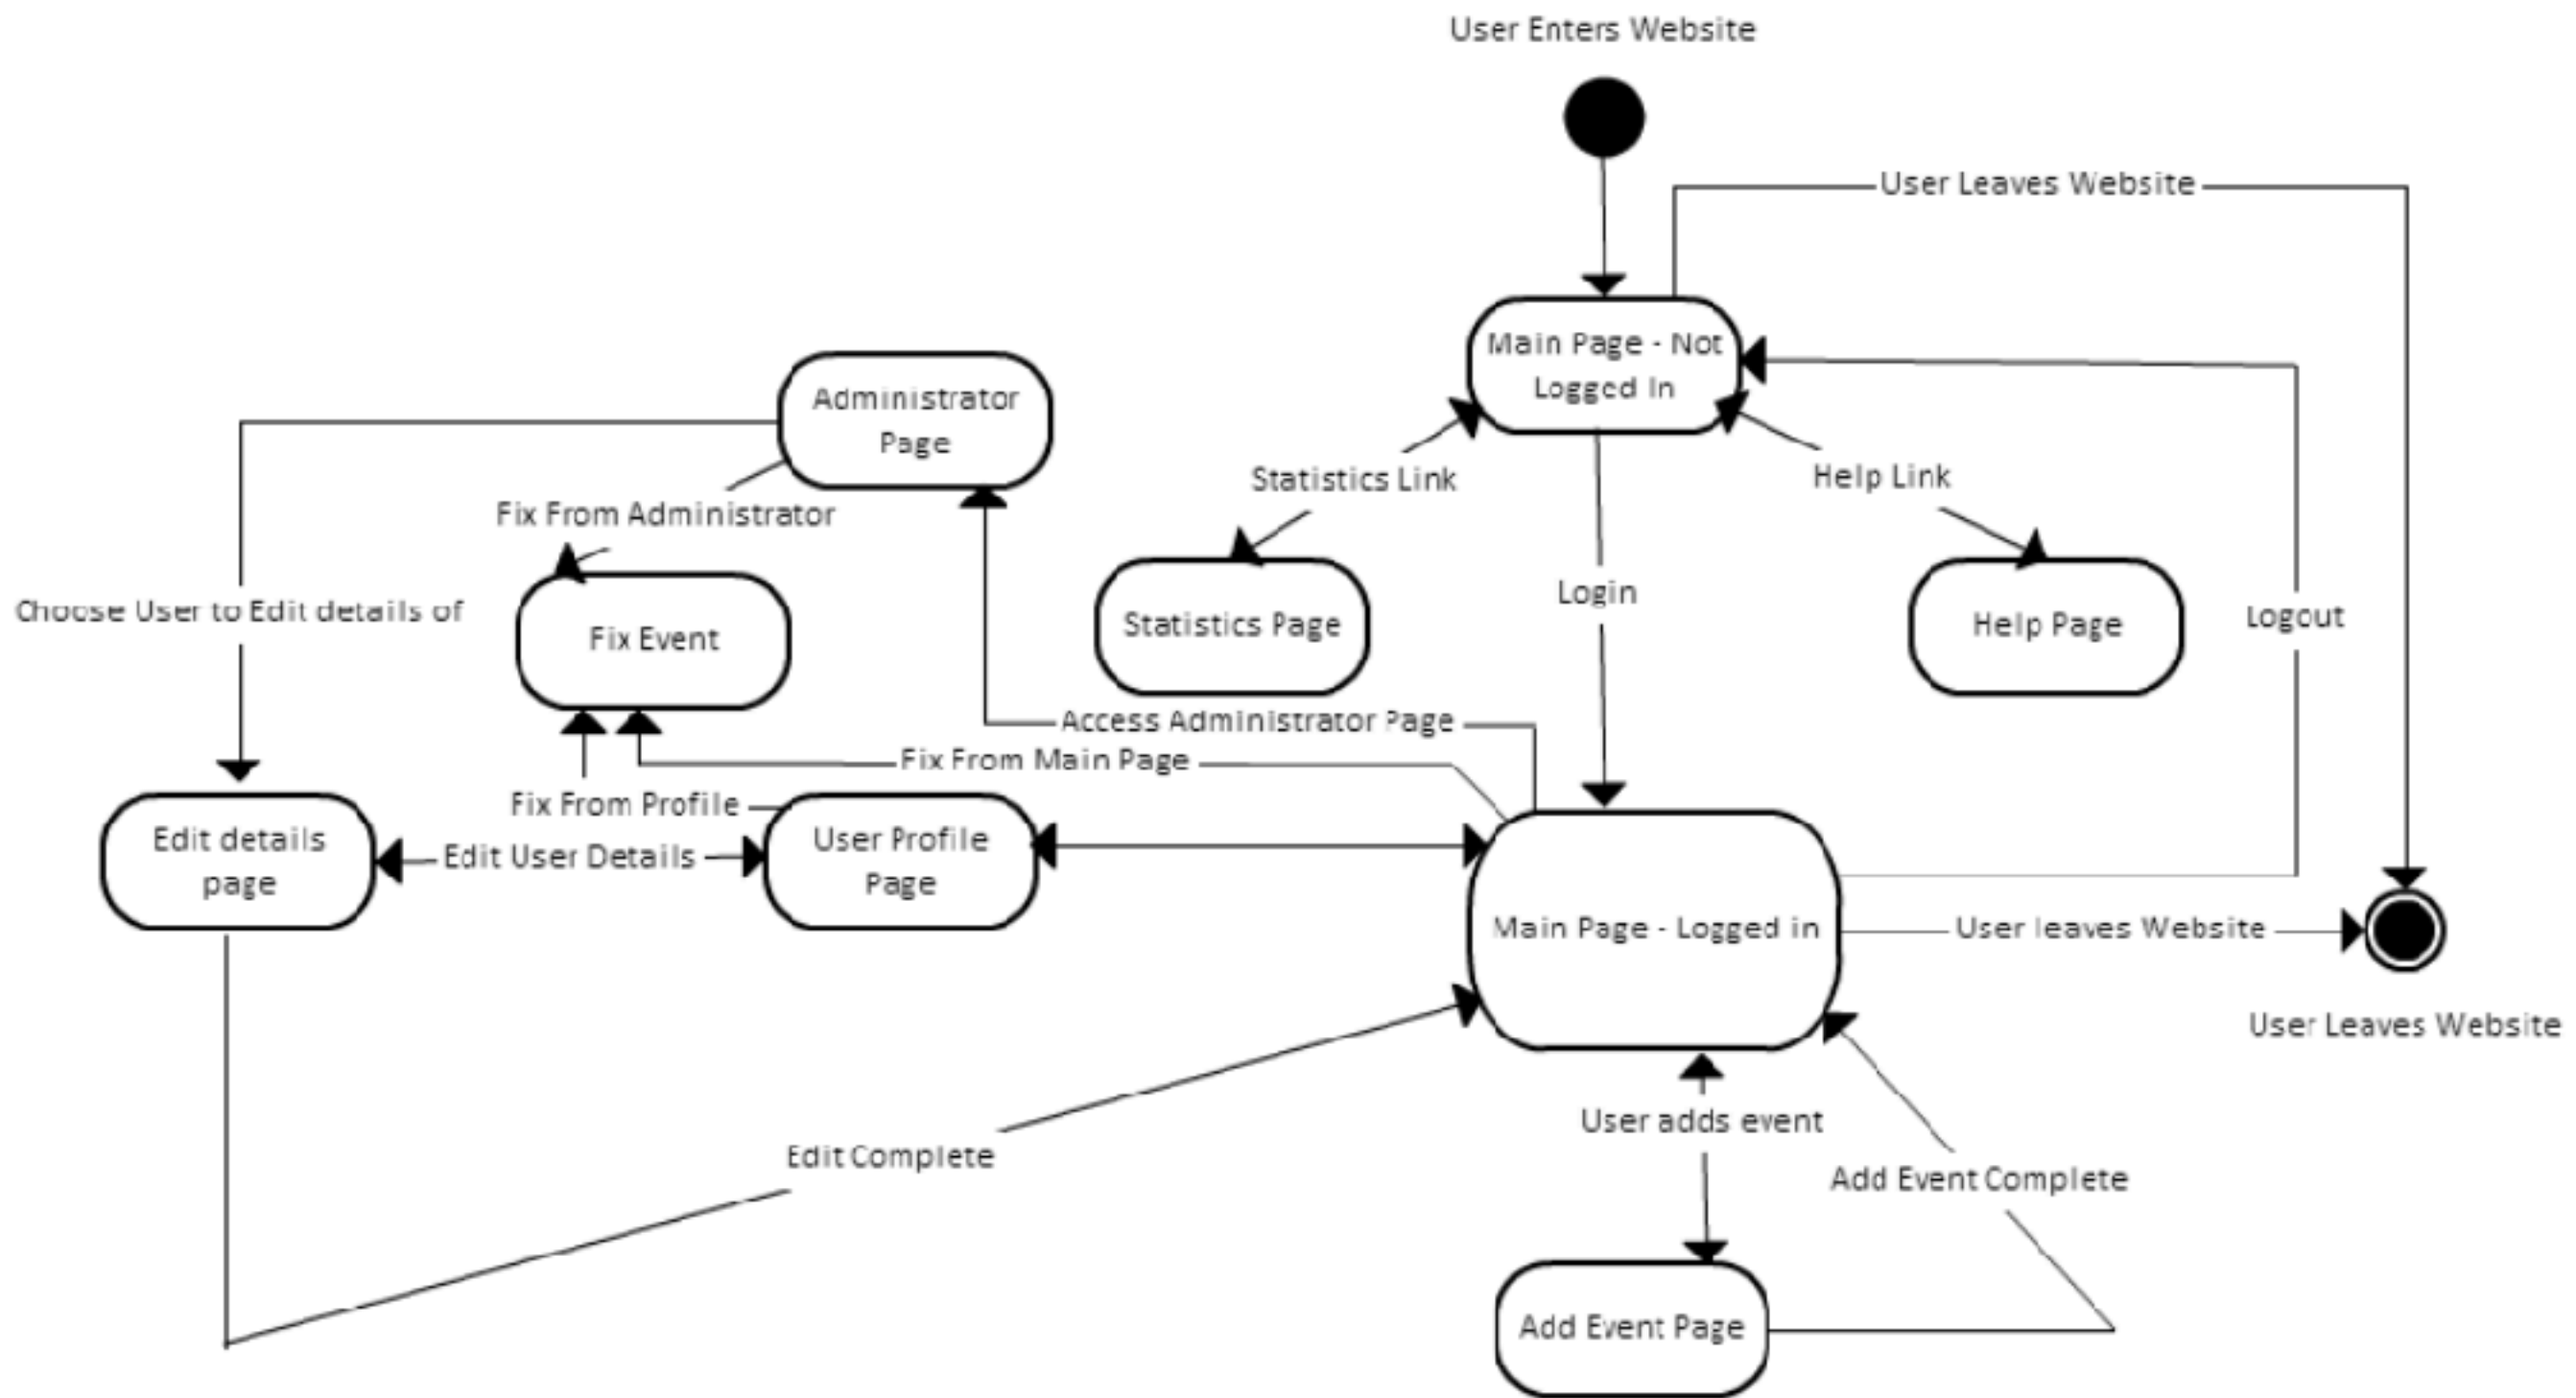 User Enters Website
User Leaves Website
Main Page - Not
Logged In
Administrator
Page
Statistics Link
Help Link
Fix From Administrator
Login
Choose User to Edit details of
Fix Event
Statistics Page
Help Page
Logout
Access Administrator Page
Fix From Main Page
Fix From Profile
Edit details
page
Edit User Details
User Profile
Page
Main Page - Logged in
User leaves Website
User Leaves Website
User adds event
Edit Complete
Add Event Complete
Add Event Page